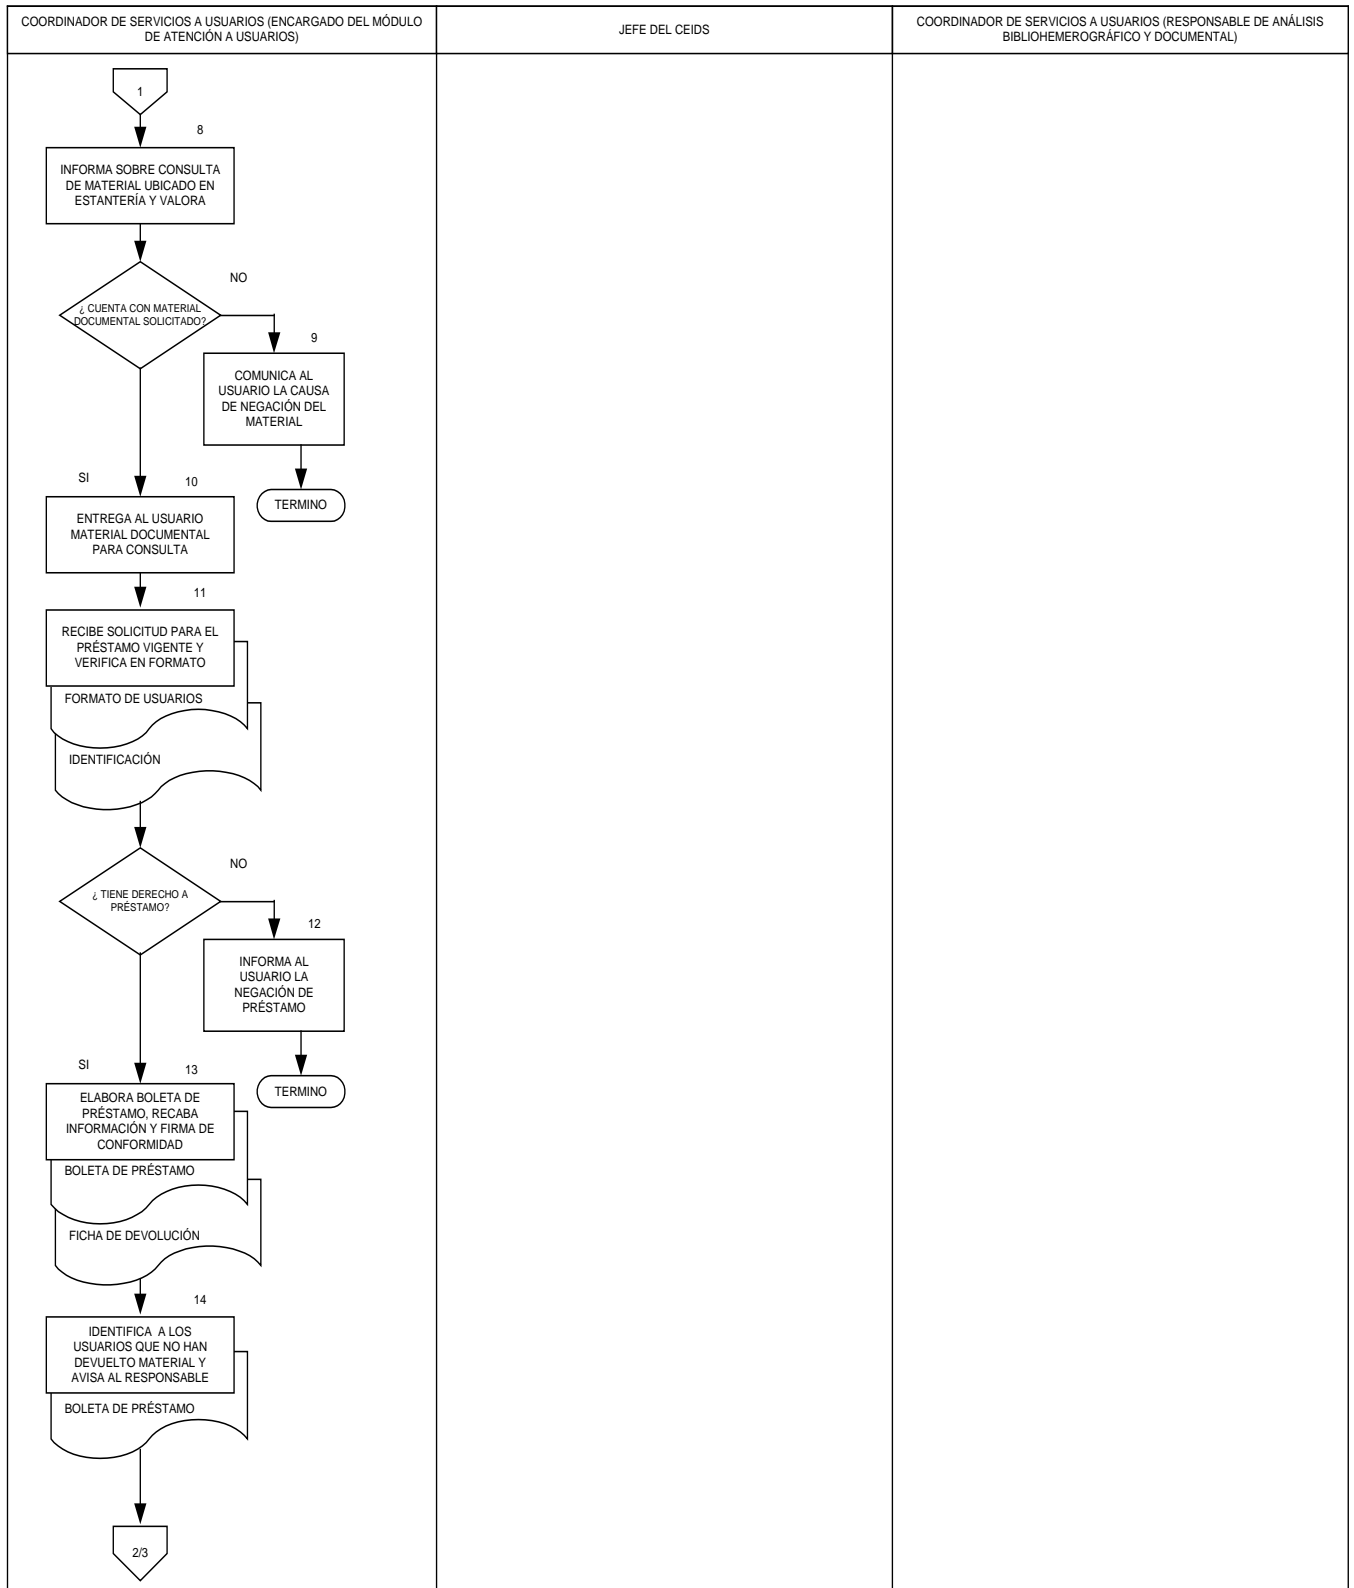 COORDINADOR DE SERVICIOS A USUARIOS (ENCARGADO DEL MÓDULO
DE ATENCIÓN A USUARIOS)
JEFE DEL CEIDS
COORDINADOR DE SERVICIOS A USUARIOS (RESPONSABLE DE ANÁLISIS
BIBLIOHEMEROGRÁFICO Y DOCUMENTAL)
1
8
INFORMA SOBRE CONSULTA
DE MATERIAL UBICADO EN
ESTANTERÍA Y VALORA
NO
¿ CUENTA CON MATERIAL
DOCUMENTAL SOLICITADO?
9
COMUNICA AL
USUARIO LA CAUSA
DE NEGACIÓN DEL
MATERIAL
TERMINO
SI
10
ENTREGA AL USUARIO
MATERIAL DOCUMENTAL
PARA CONSULTA
11
RECIBE SOLICITUD PARA EL
PRÉSTAMO VIGENTE Y
VERIFICA EN FORMATO
FORMATO DE USUARIOS
IDENTIFICACIÓN
NO
¿ TIENE DERECHO A
PRÉSTAMO?
12
INFORMA AL
USUARIO LA
NEGACIÓN DE
PRÉSTAMO
TERMINO
SI
13
ELABORA BOLETA DE
PRÉSTAMO, RECABA
INFORMACIÓN Y FIRMA DE
CONFORMIDAD
BOLETA DE PRÉSTAMO
FICHA DE DEVOLUCIÓN
14
IDENTIFICA A LOS
USUARIOS QUE NO HAN
DEVUELTO MATERIAL Y
AVISA AL RESPONSABLE
BOLETA DE PRÉSTAMO
2/3